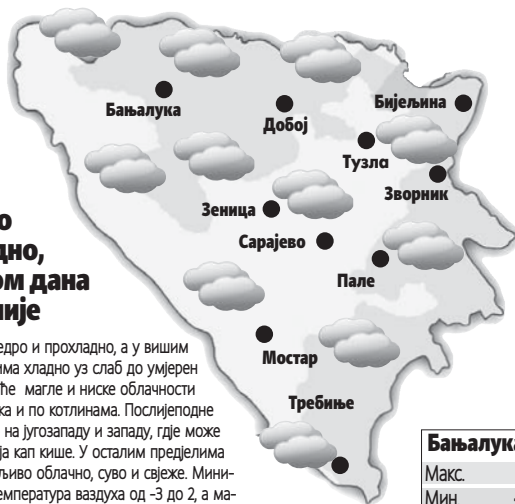 Бањалука
Добој
Бијељина
Тузла
Зворник
Зеница
Сарајево
Пале
Мостар
Требиње
о
дно,
ом дана
није
едро и прохладно, а у вишим
има хладно уз слаб до умјерен
ће магле и ниске облачности
ка и по котлинама. Послијеподне
на југозападу и западу, гдје може
ја кап кише. У осталим предјелима
љиво облачно, суво и свјеже. Мини-
емпература ваздуха од -3 до 2, а ма-
Бањалука
Макс.
Мин